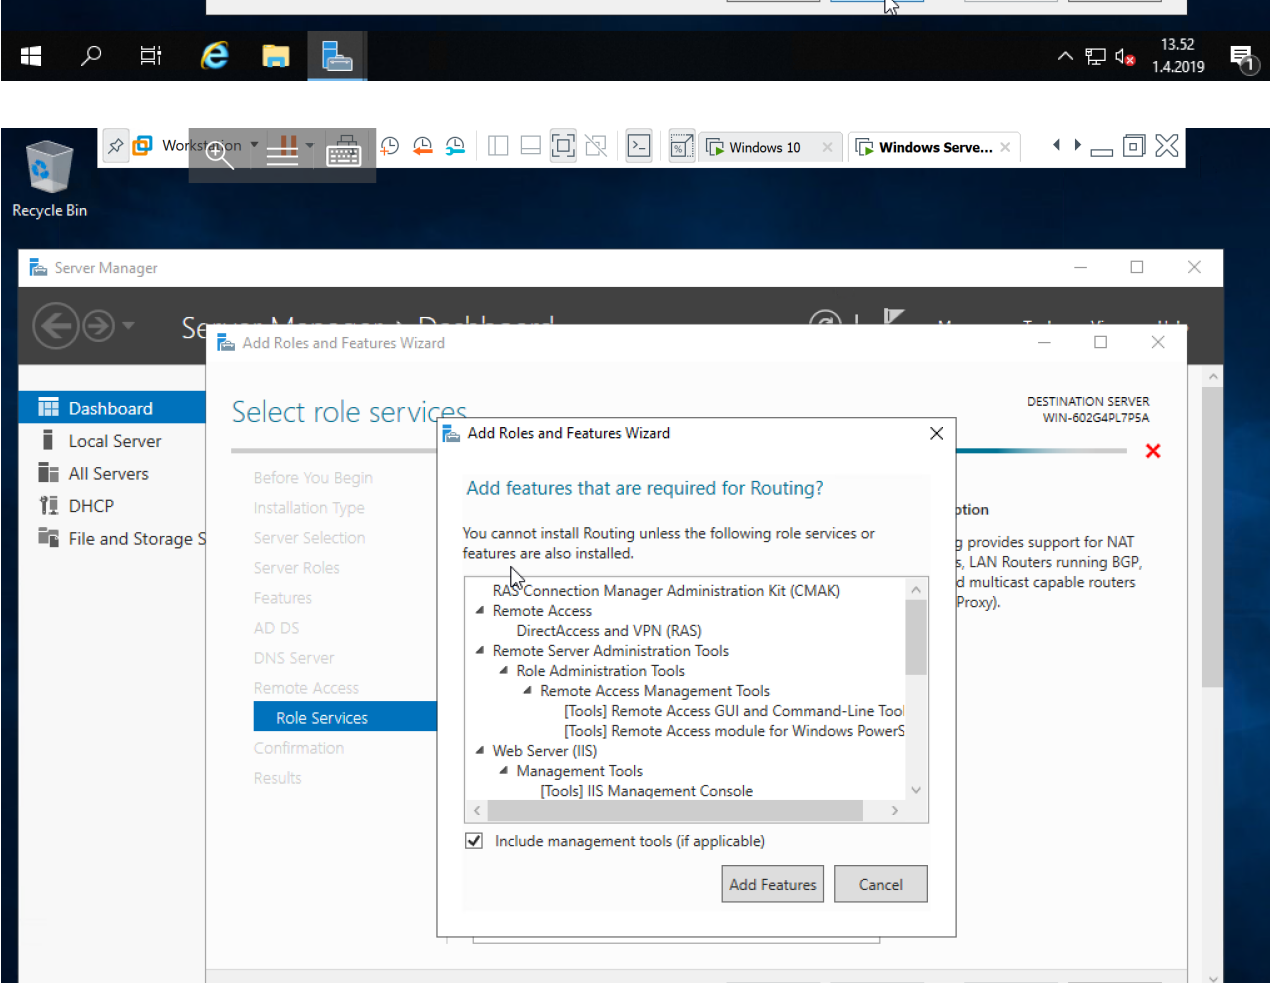 13.52
1.4.2019
1
Workstation
Windows 10
Windows Serve...
Recycle Bin
Server Manager
Server Manager
Dashboard
Add Roles and Features Wizard
Dashboard
Local Server
All Servers
DHCP
File and Storage S
Select role services
DESTINATION SERVER
WIN-602G4PL7P5A
Before You Begin
Installation Type
Server Selection
Server Roles
Features
AD DS
DNS Server
Remote Access
Role Services
Confirmation
Results
Add Roles and Features Wizard
Add features that are required for Routing?
You cannot install Routing unless the following role services or
features are also installed.
RAS Connection Manager Administration Kit (CMAK)
Remote Access
DirectAccess and VPN (RAS)
Remote Server Administration Tools
Role Administration Tools
Remote Access Management Tools
[Tools] Remote Access GUI and Command-Line Tool
[Tools] Remote Access module for Windows PowerS
Web Server (IIS)
Management Tools
[Tools] IIS Management Console
Include management tools (if applicable)
Add Features
Cancel
ption
g provides support for NAT
s, LAN Routers running BGP,
d multicast capable routers
Proxy).